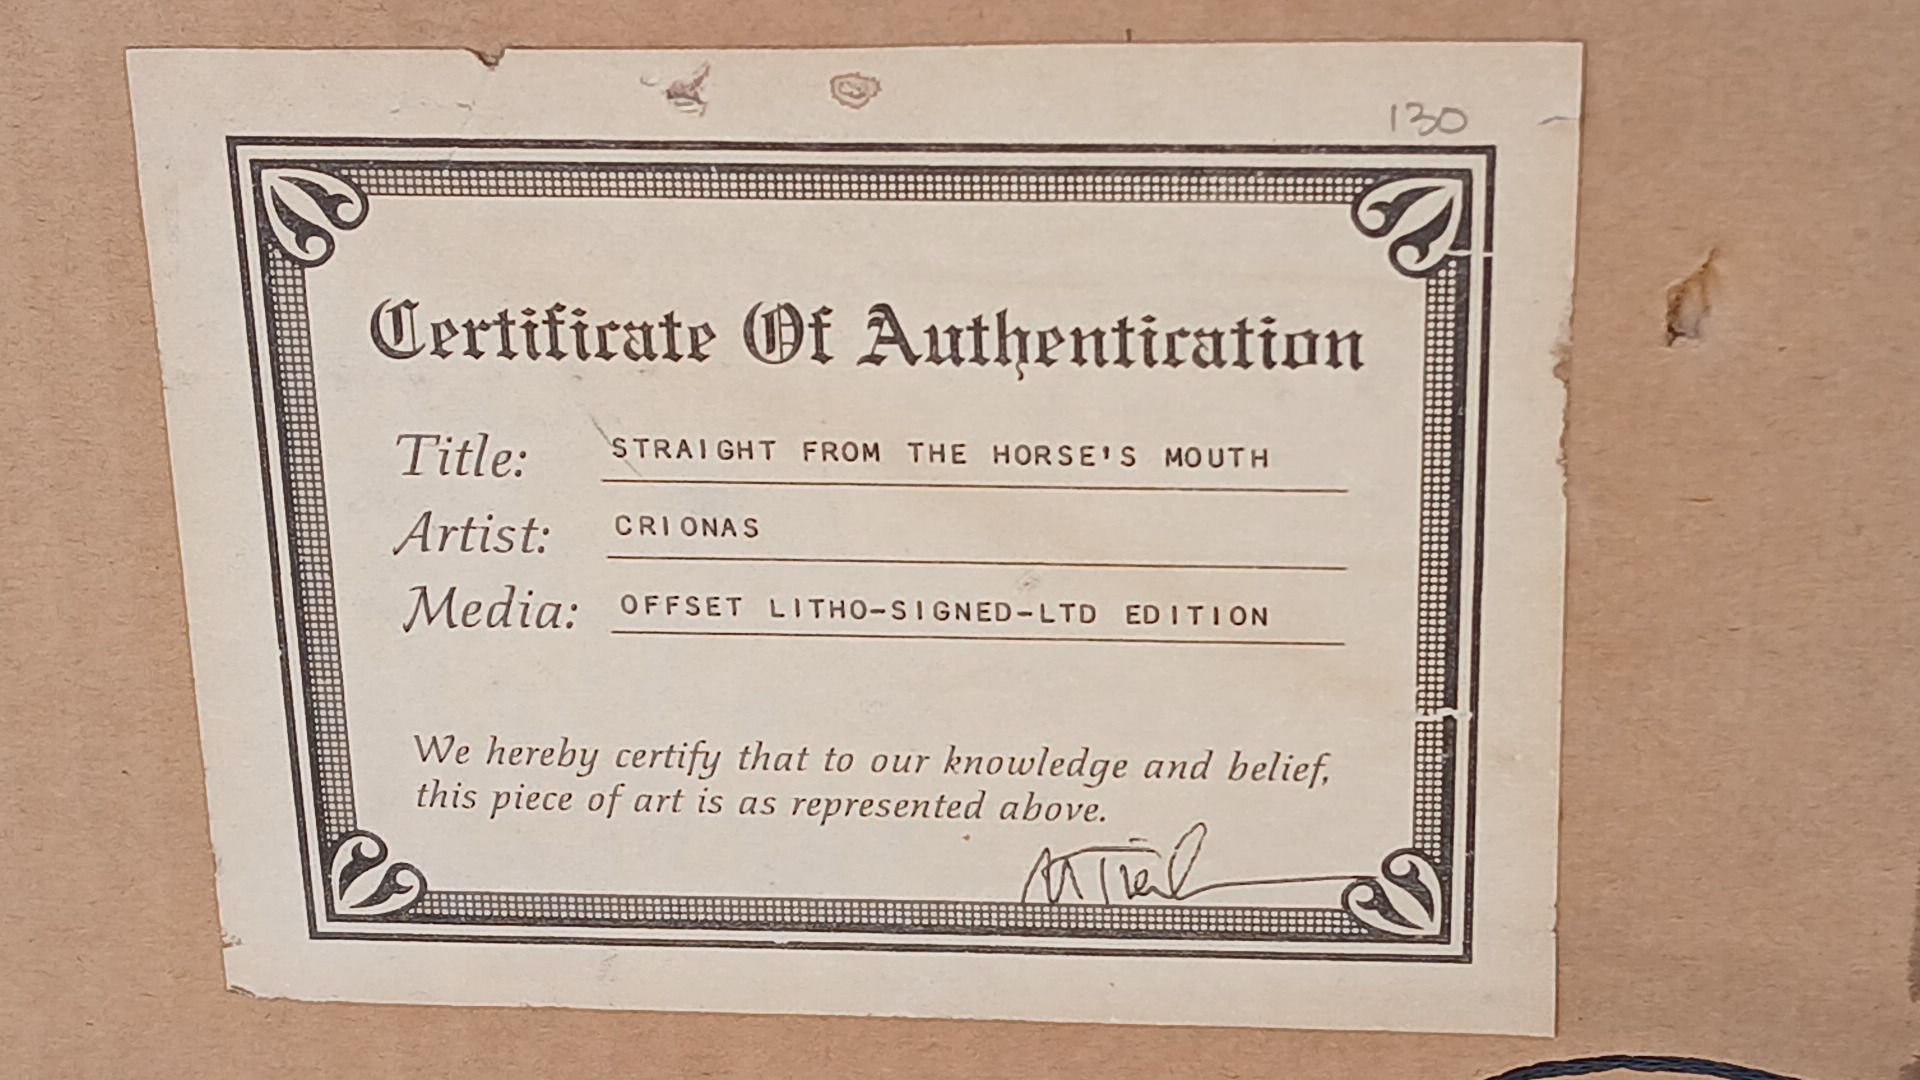 130
Certificate Of Authentication
Title: STRAIGHT FROM THE HORSE'S MOUTH
Artist: CRIONAS
Media: OFFSET LITHO-SIGNED-LTD EDITION
We hereby certify that to our knowledge and belief,
this piece of art is as represented above.